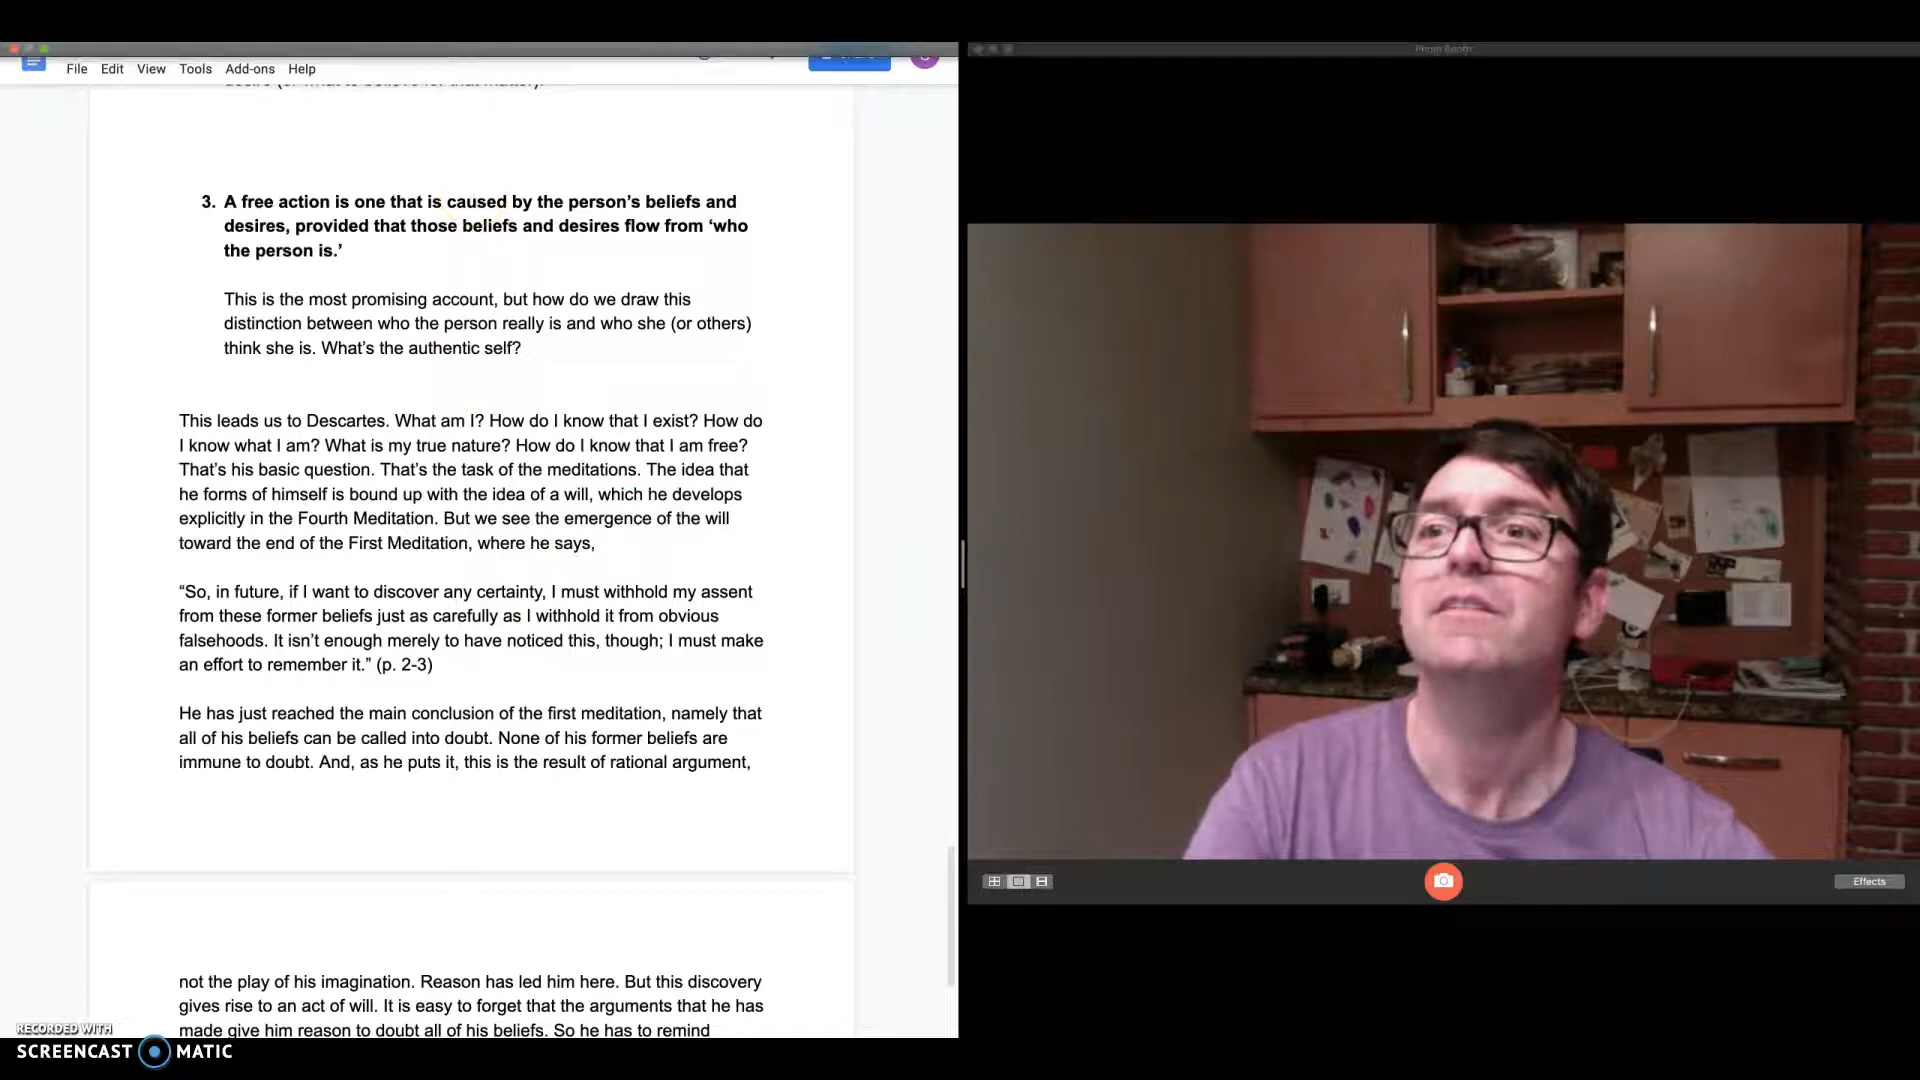 Photo Booth
File Edit View Tools Add-ons Help
3. A free action is one that is caused by the person's beliefs and
desires, provided that those beliefs and desires flow from ‘who
the person is.’
This is the most promising account, but how do we draw this
distinction between who the person really is and who she (or others)
think she is. What's the authentic self?
This leads us to Descartes. What am I? How do I know that I exist? How do
I know what I am? What is my true nature? How do I know that I am free?
That's his basic question. That's the task of the meditations. The idea that
he forms of himself is bound up with the idea of a will, which he develops
explicitly in the Fourth Meditation. But we see the emergence of the will
toward the end of the First Meditation, where he says,
“So, in future, if I want to discover any certainty, I must withhold my assent
from these former beliefs just as carefully as I withhold it from obvious
falsehoods. It isn't enough merely to have noticed this, though; I must make
an effort to remember it.” (p. 2-3)
He has just reached the main conclusion of the first meditation, namely that
all of his beliefs can be called into doubt. None of his former beliefs are
immune to doubt. And, as he puts it, this is the result of rational argument,
not the play of his imagination. Reason has led him here. But this discovery
gives rise to an act of will. It is easy to forget that the arguments that he has
made give him reason to doubt all of his beliefs. So he has to remind
Effects
RECORDED WITH
SCREENCAST MATIC